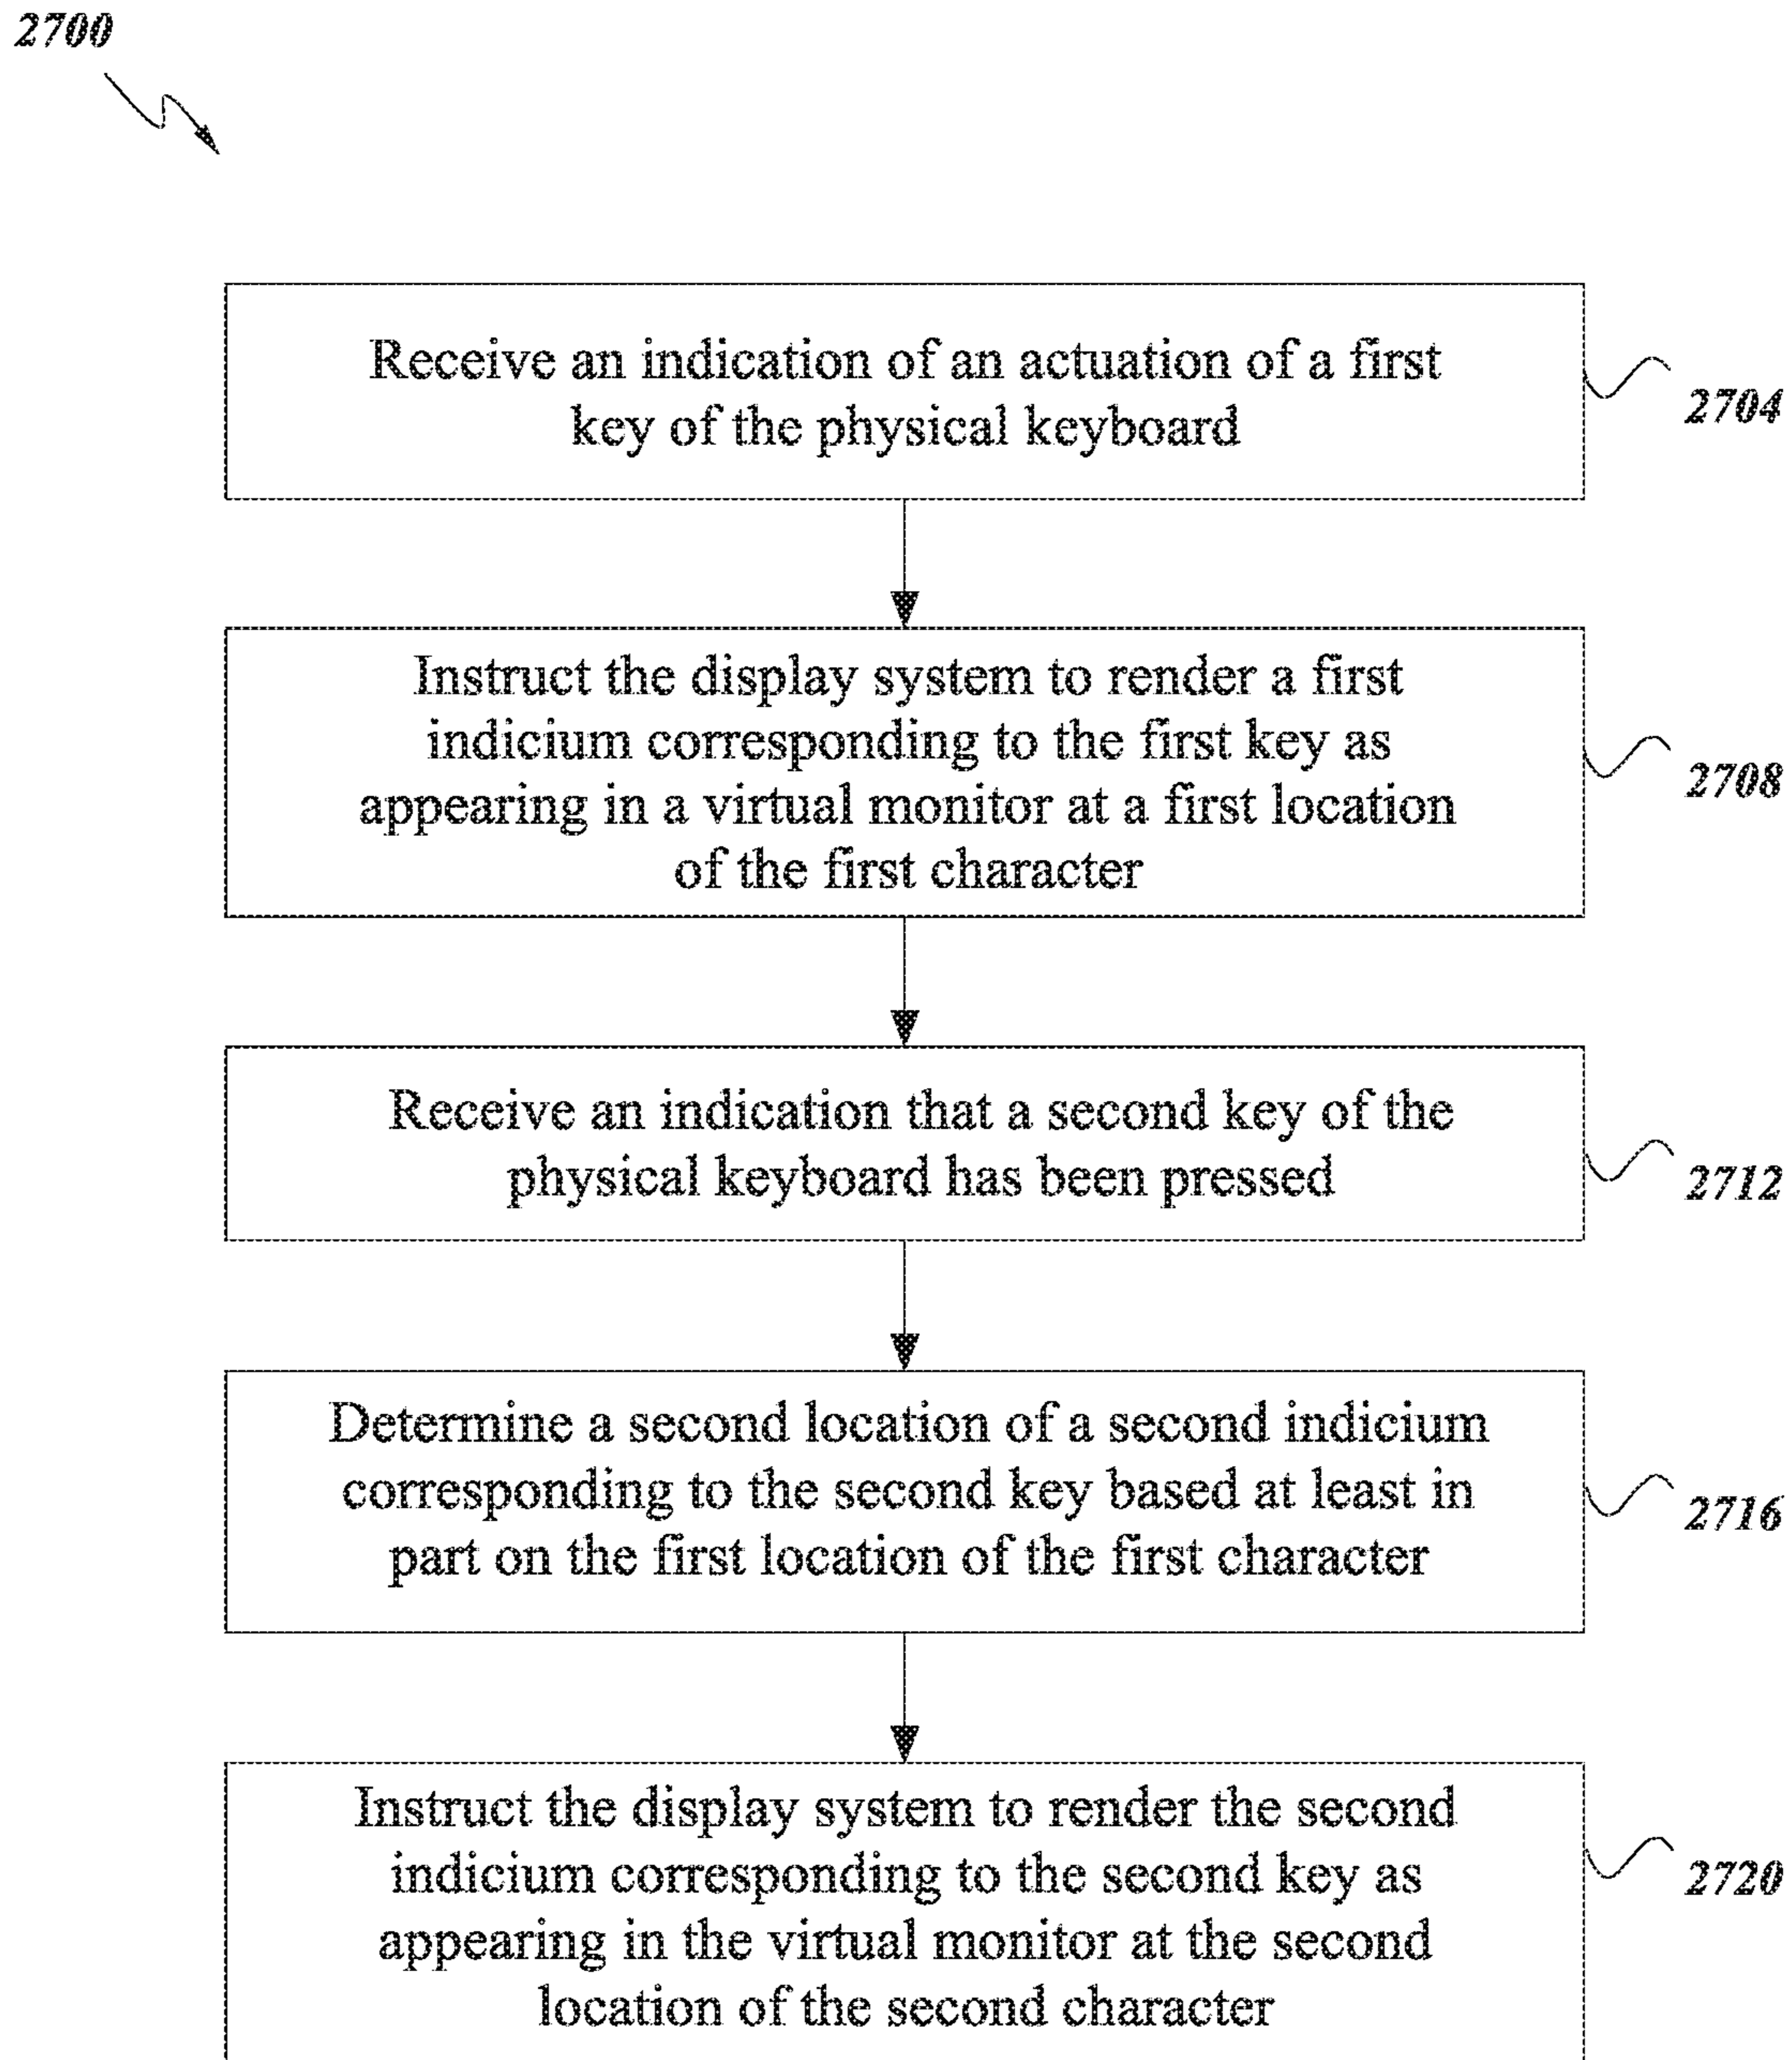 2700
Receive an indication of an actuation of a first
key of the physical keyboard
2704
Instruct the display system to render a first
indicium corresponding to the first key as
appearing in a virtual monitor at a first location
of the first character
2708
Receive an indication that a second key of the
physical keyboard has been pressed
2712
Determine a second location of a second indicium
corresponding to the second key based at least in
part on the first location of the first character
2716
Instruct the display system to render the second
indicium corresponding to the second key as
appearing in the virtual monitor at the second
location of the second character
2720